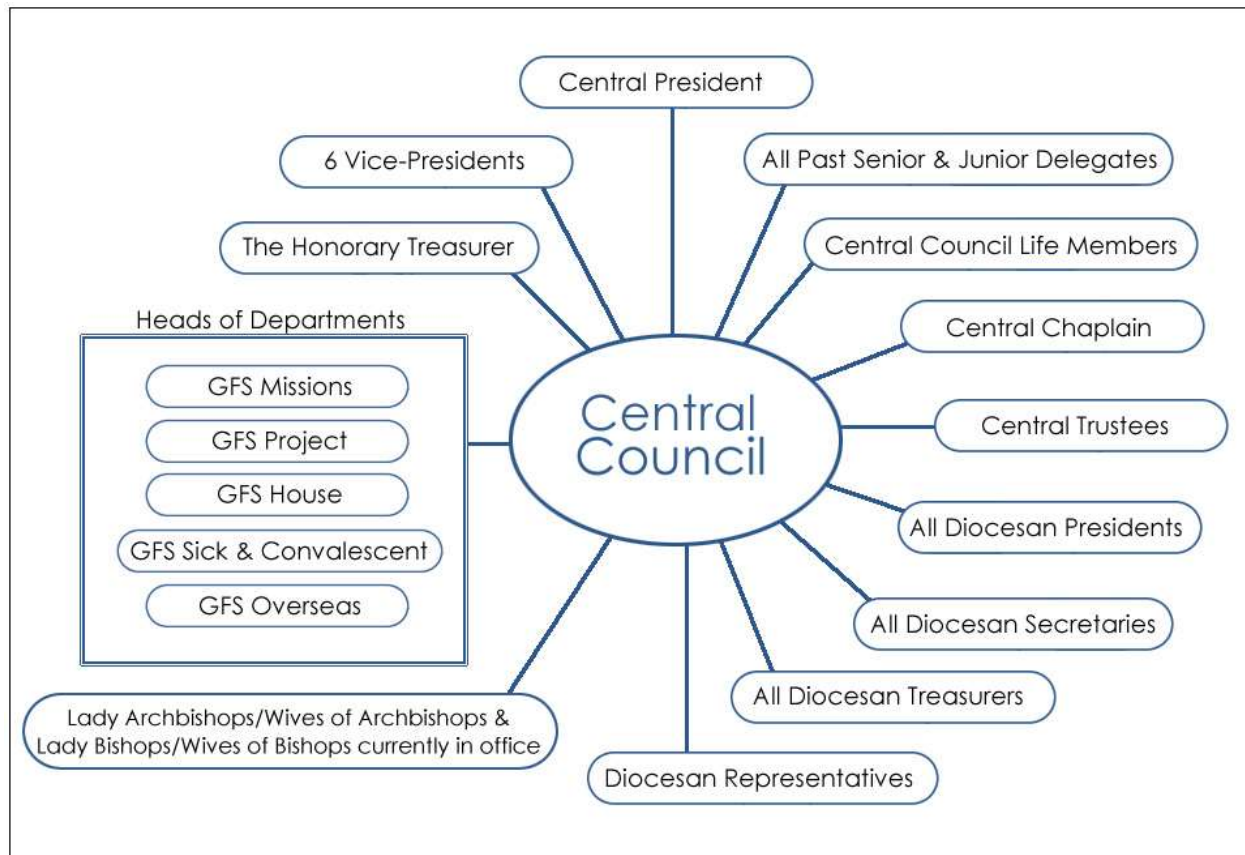 Central President
6 Vice-Presidents
All Past Senior & Junior Delegates
The Honorary Treasurer
Central Council Life Members
Heads of Departments
Central Chaplain
GFS Missions
GFS Project
GFS House
GFS Sick & Convalescent
GFS Overseas
Central
Council
Central Trustees
All Diocesan Presidents
All Diocesan Secretaries
All Diocesan Treasurers
Lady Archbishops/Wives of Archbishops &
Lady Bishops/Wives of Bishops currently in office
Diocesan Representatives